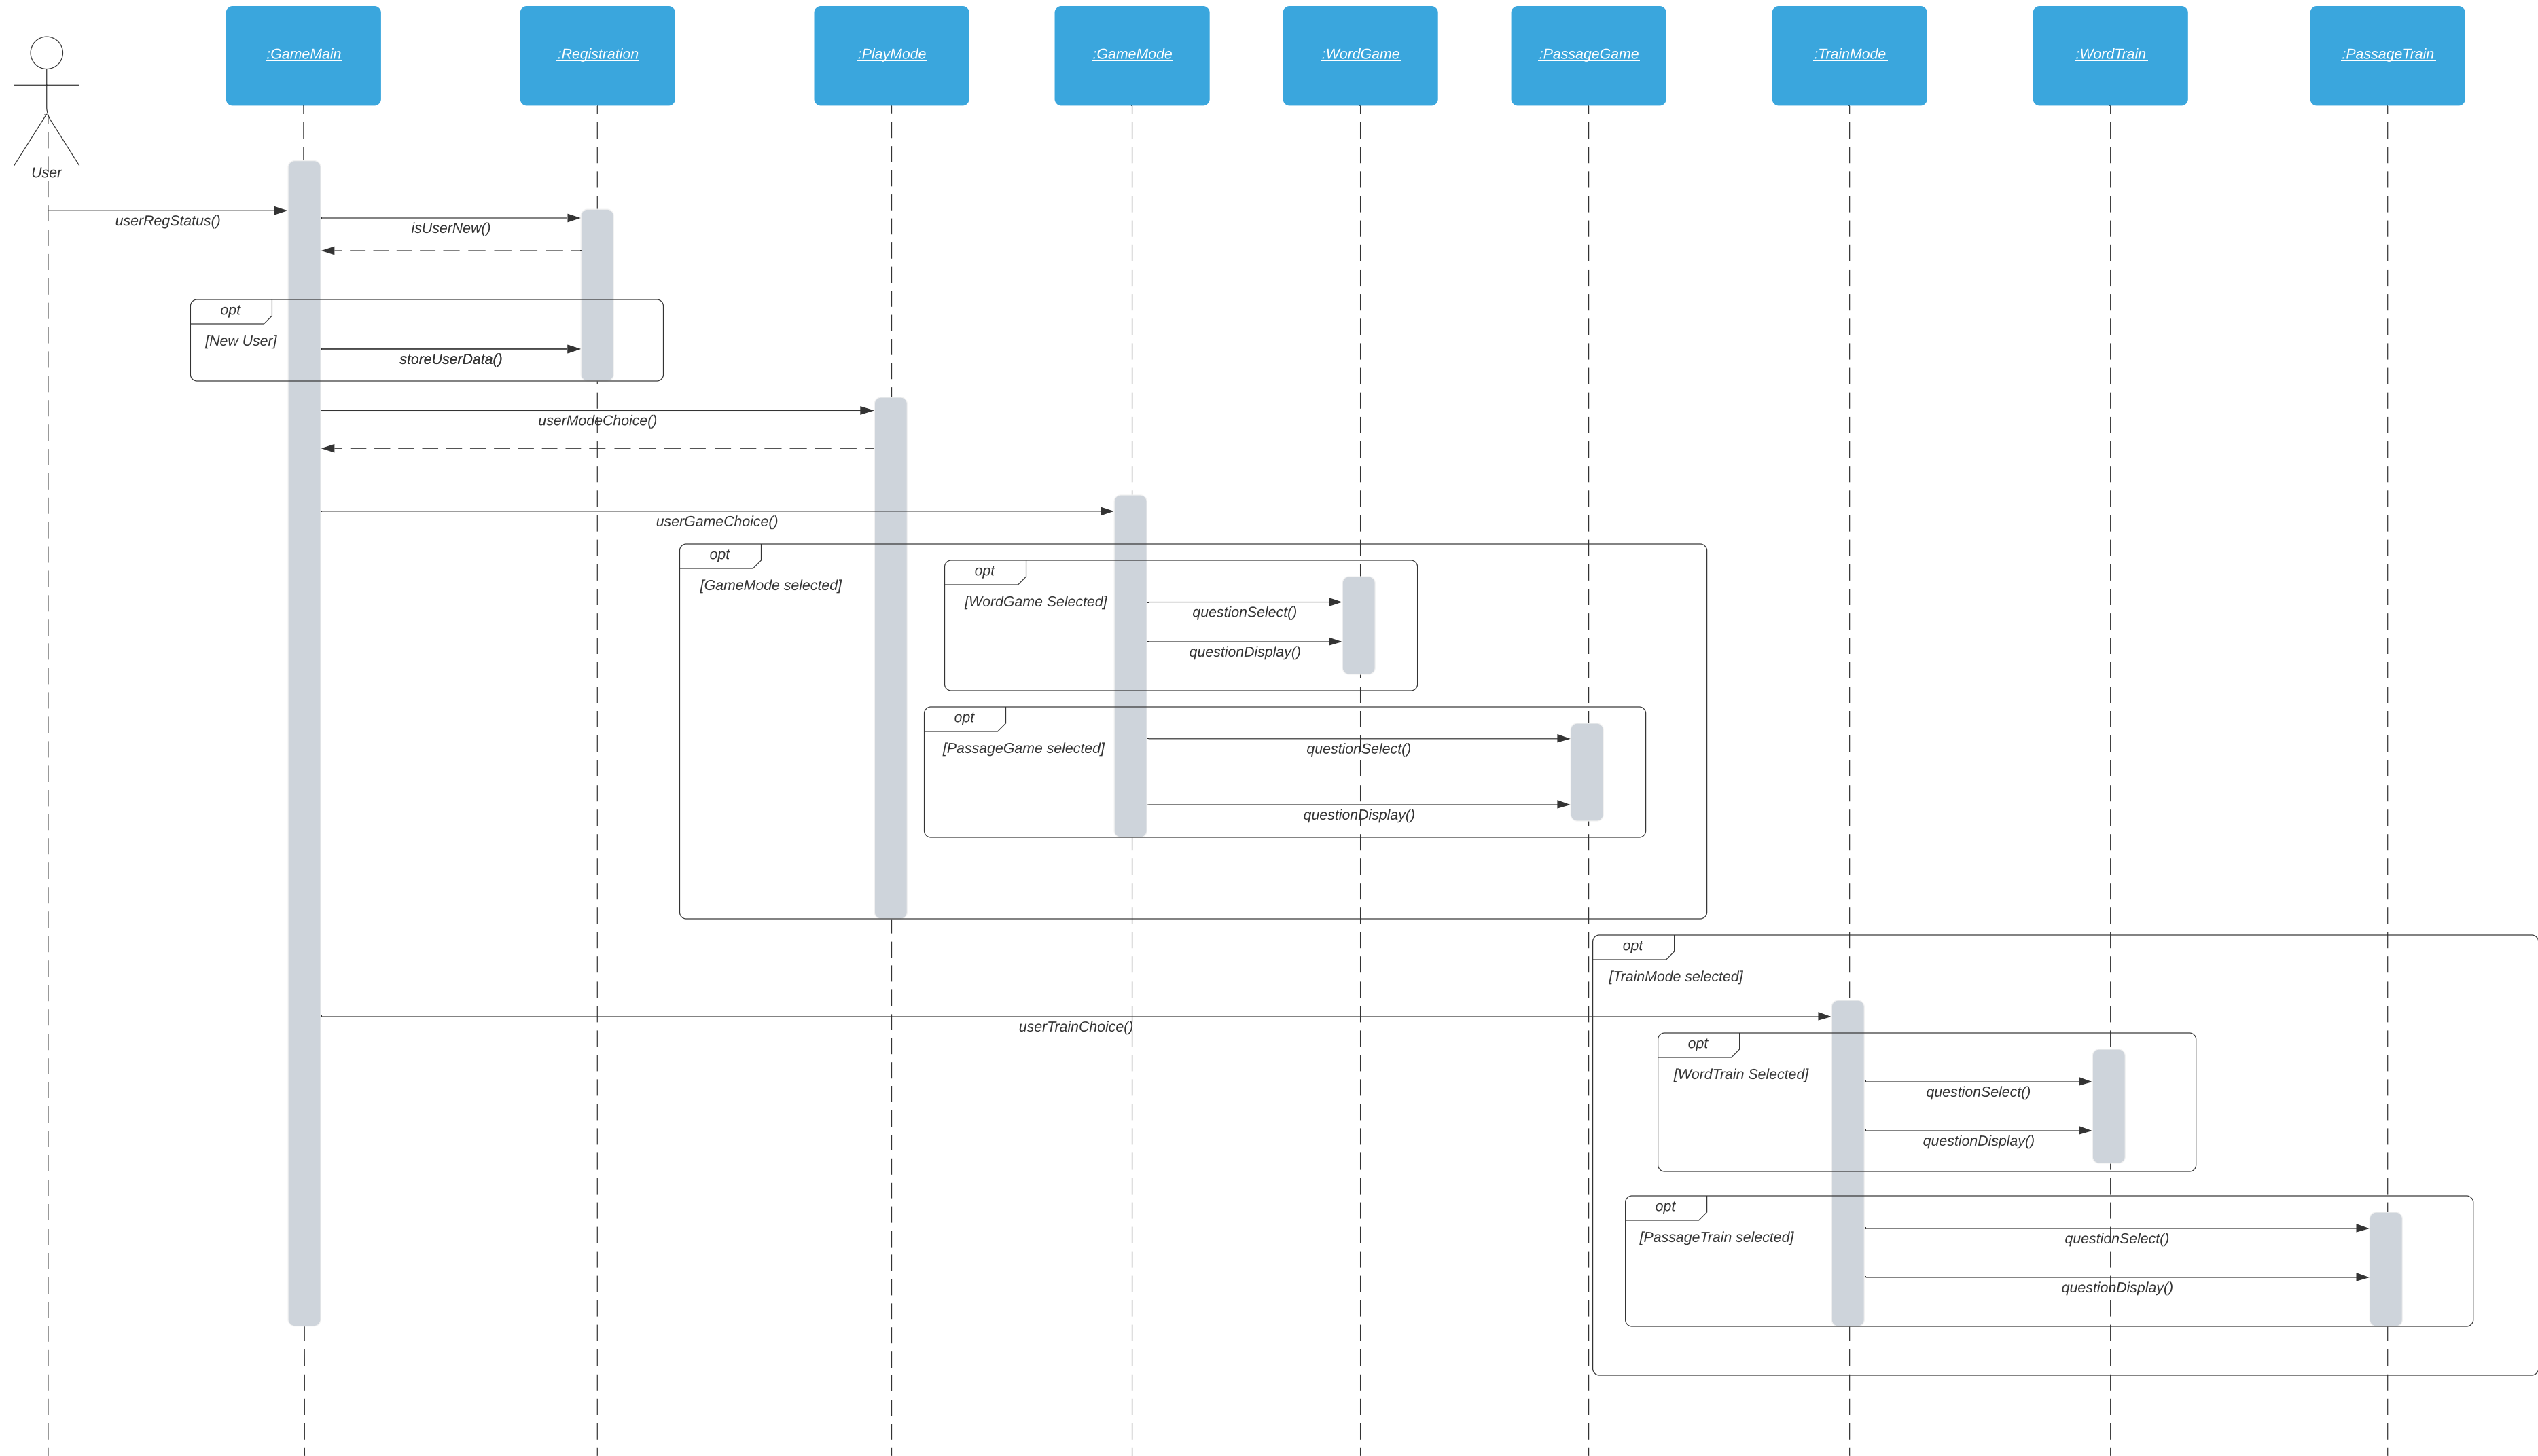 :GameMain
:Registration
:PlayMode
:GameMode
:WordGame
:PassageGame
:TrainMode
:WordTrain
:PassageTrain
User
userRegStatus()
isUserNew()
opt
[New User]
storeUserData()
userModeChoice()
userGameChoice()
opt
[GameMode selected]
opt
[WordGame Selected]
questionSelect()
questionDisplay()
opt
[PassageGame selected]
questionSelect()
questionDisplay()
opt
[TrainMode selected]
userTrainChoice()
opt
[WordTrain Selected]
questionSelect()
questionDisplay()
opt
[PassageTrain selected]
questionSelect()
questionDisplay()